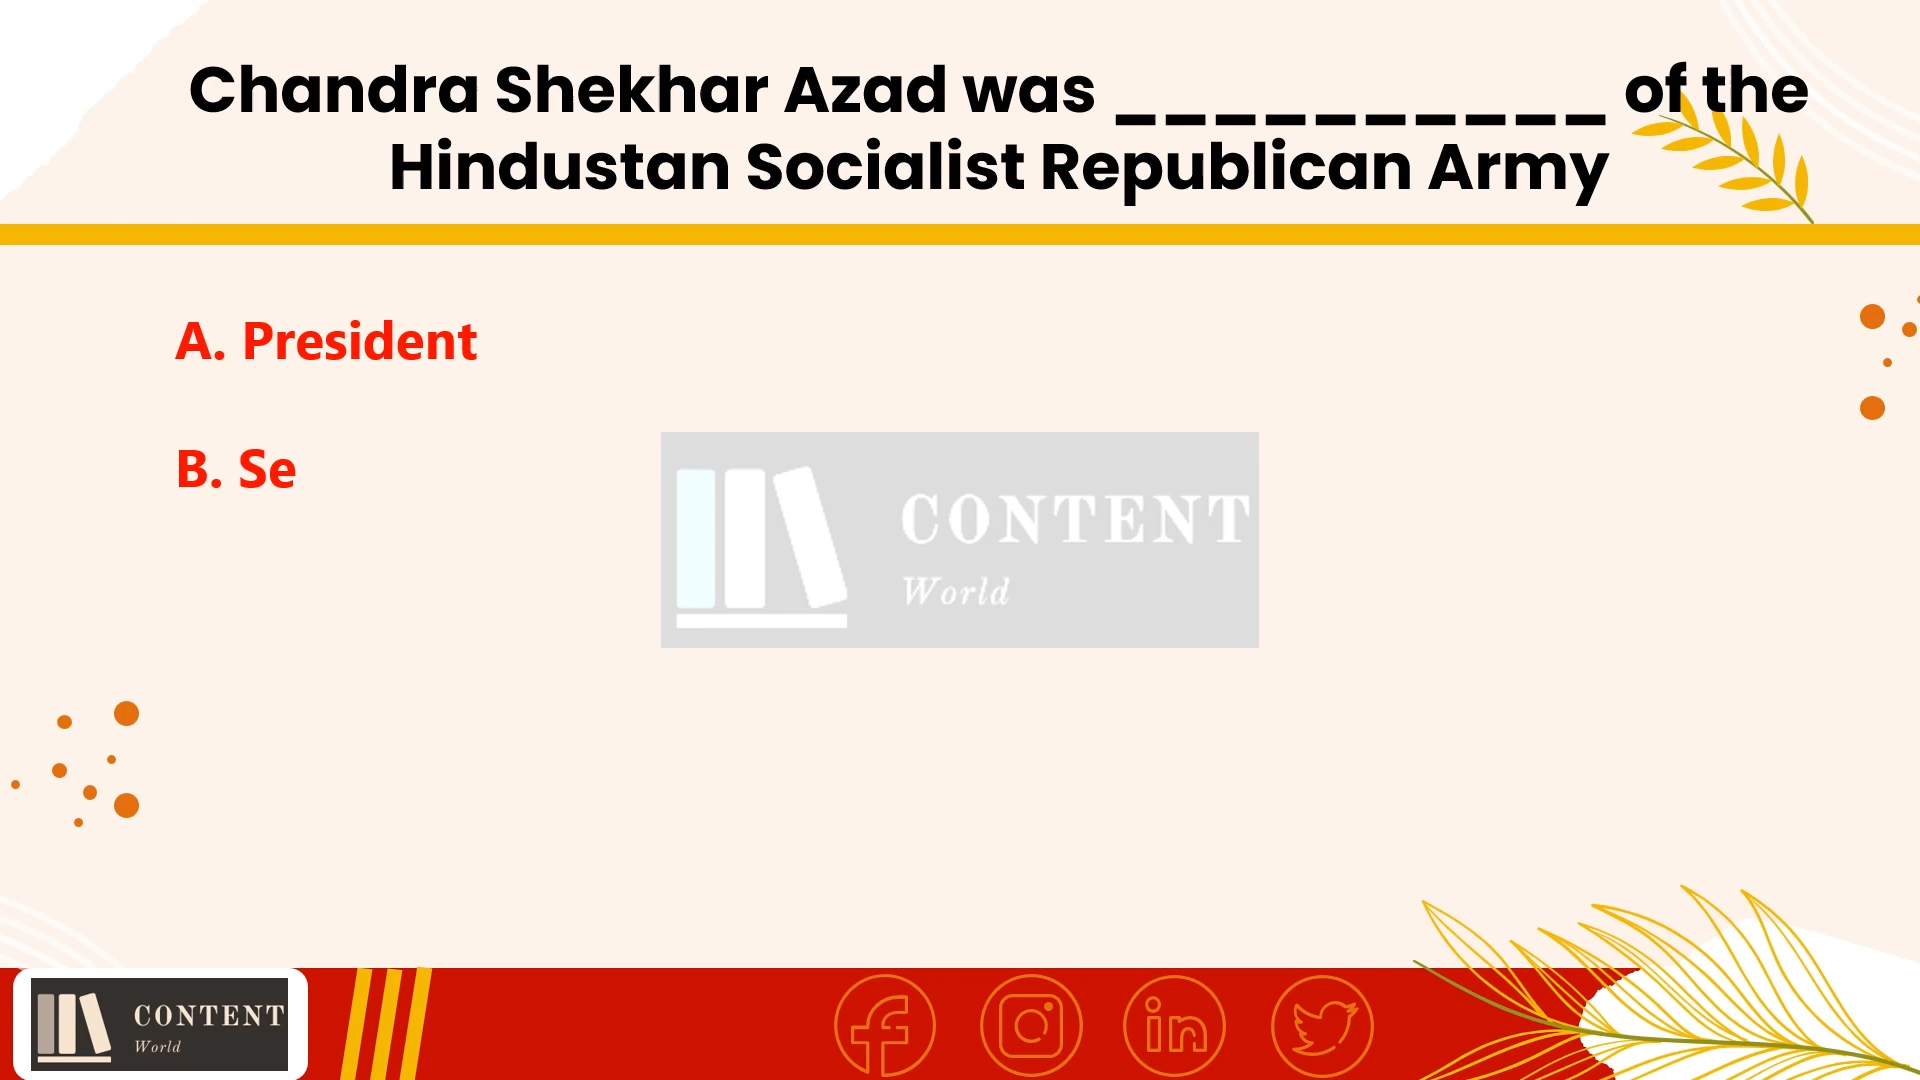 Chandra Shekhar Azad was __________ of the
Hindustan Socialist Republican Army
A. President
B. Se
CONTENT
World
CONTENT
World